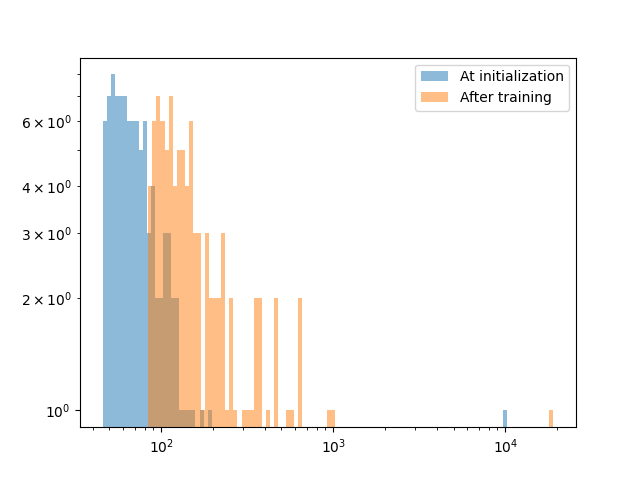 At initialization
After training
6 × 10⁰
4 × 10⁰
3 × 10⁰
2 × 10⁰
10⁰
10² 10³ 10⁴